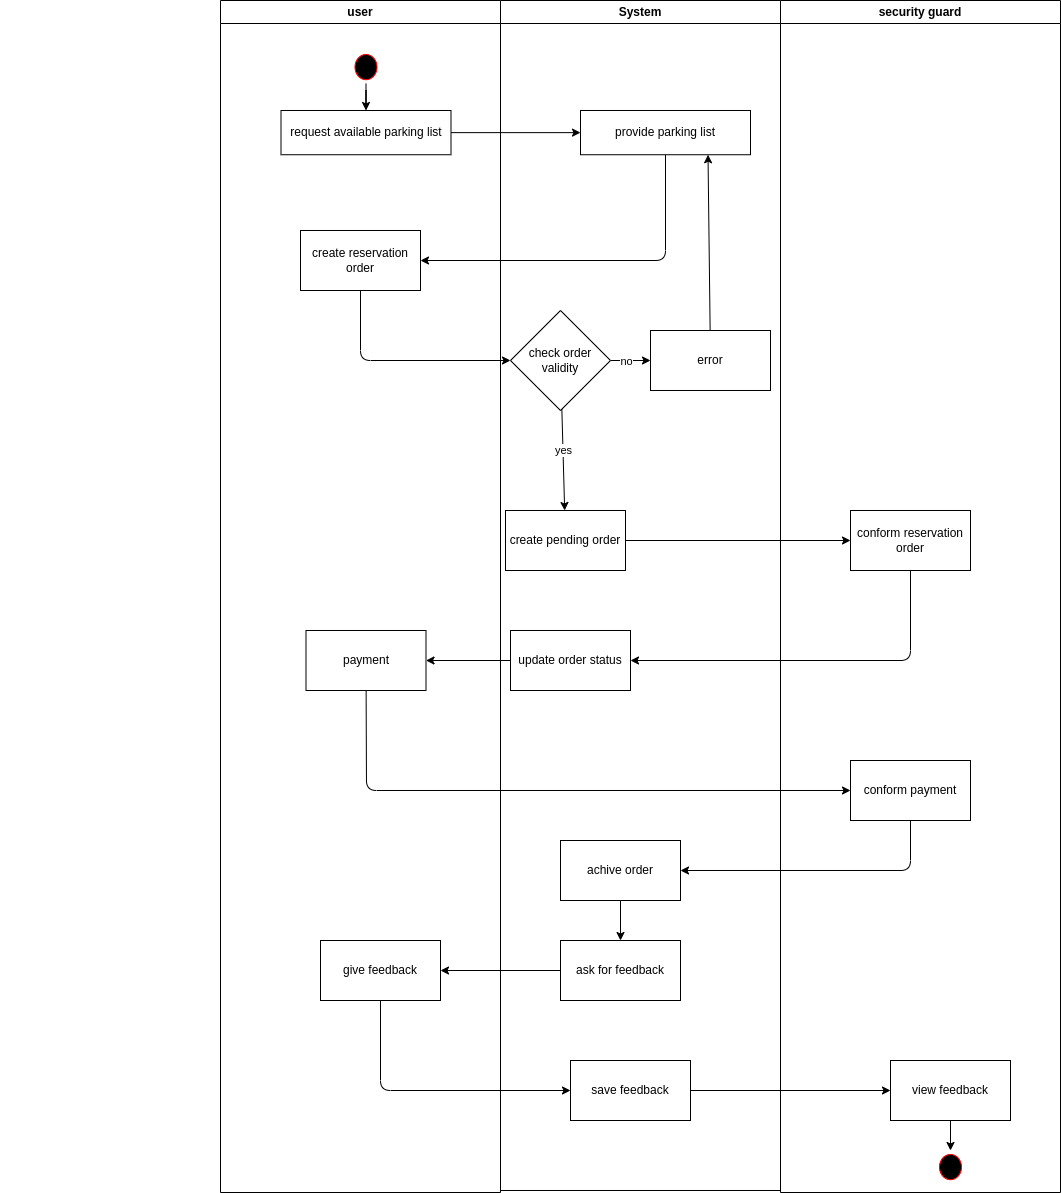 user
System
security guard
request available parking list
provide parking list
create reservation
order
check order
validity
no
error
yes
create pending order
conform reservation
order
payment
update order status
conform payment
achive order
give feedback
ask for feedback
save feedback
view feedback